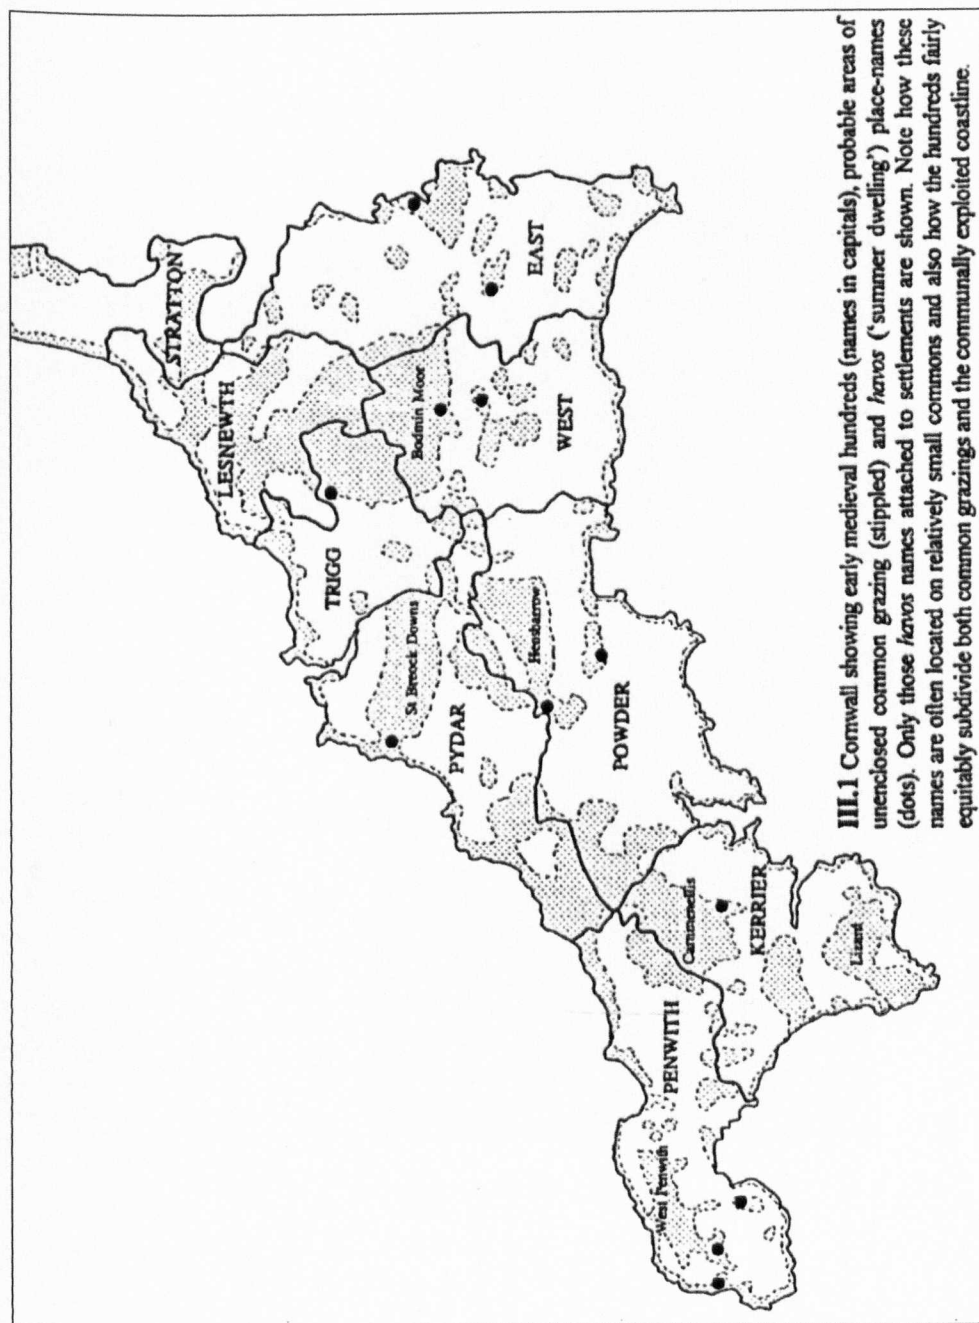 STRATTON
LESNEWTH
TRIGG
Bodmin Moor
EAST
WEST
St Breock Downs
Hensbarrow
PYDAR
POWDER
Carnmenellis
KERRIER
Lizard
PENWITH
West Penwith
III.1 Cornwall showing early medieval hundreds (names in capitals), probable areas of
unenclosed common grazing (stippled) and havos ('summer dwelling') place-names
(dots). Only those havos names attached to settlements are shown. Note how these
names are often located on relatively small commons and also how the hundreds fairly
equitably subdivide both common grazings and the communally exploited coastline.